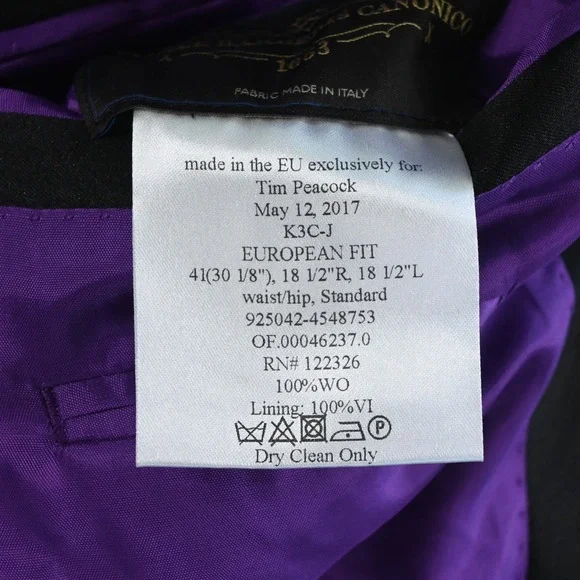 CANONICO
1663
FABRIC MADE IN ITALY
made in the EU exclusively for:
Tim Peacock
May 12, 2017
K3C-J
EUROPEAN FIT
41(30 1/8"), 18 1/2"R, 18 1/2"L
waist/hip, Standard
925042-4548753
OF.00046237.0
RN# 122326
100%WO
Lining: 100%VI
P
Dry Clean Only